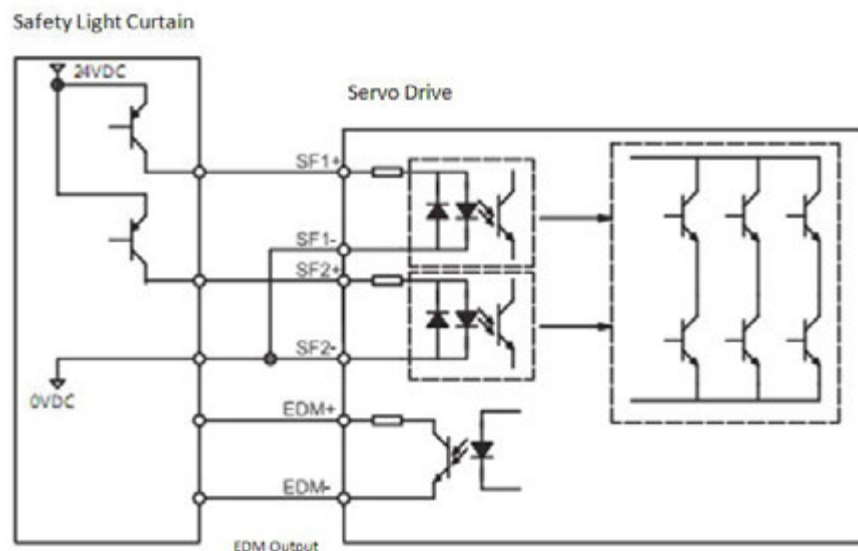 Safety Light Curtain
24VDC
Servo Drive
SF1+
SF1-
SF2+
SF2-
0VDC
EDM+
EDM-
EDM Output